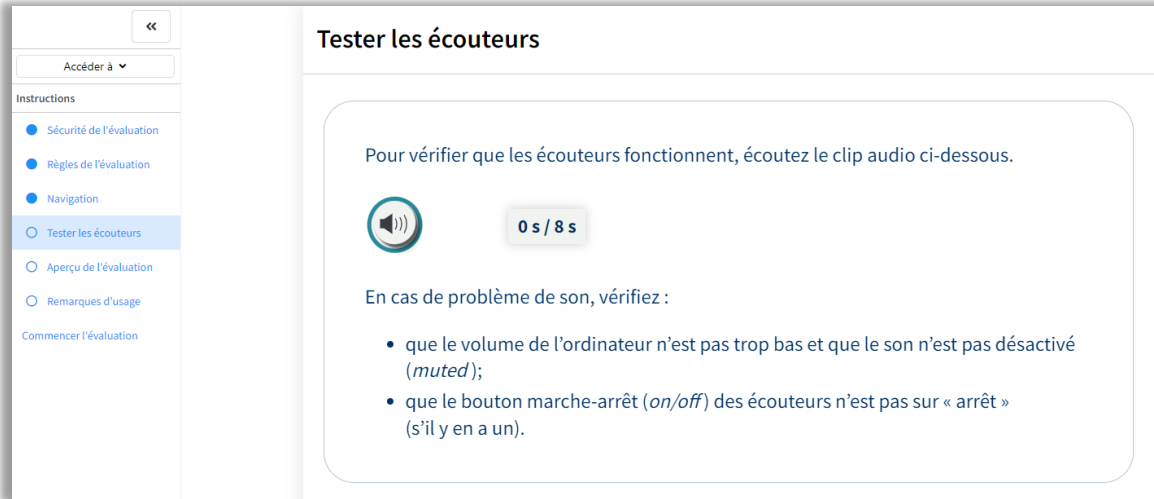 «
Accéder à
Instructions
Sécurité de l'évaluation
Règles de l'évaluation
Navigation
Tester les écouteurs
Aperçu de l'évaluation
Remarques d'usage
Commencer l'évaluation
Tester les écouteurs
Pour vérifier que les écouteurs fonctionnent, écoutez le clip audio ci-dessous.
0 s / 8 s
En cas de problème de son, vérifiez :
• que le volume de l’ordinateur n’est pas trop bas et que le son n’est pas désactivé
(muted);
• que le bouton marche-arrêt (on/off) des écouteurs n’est pas sur « arrêt »
(s’il y en a un).